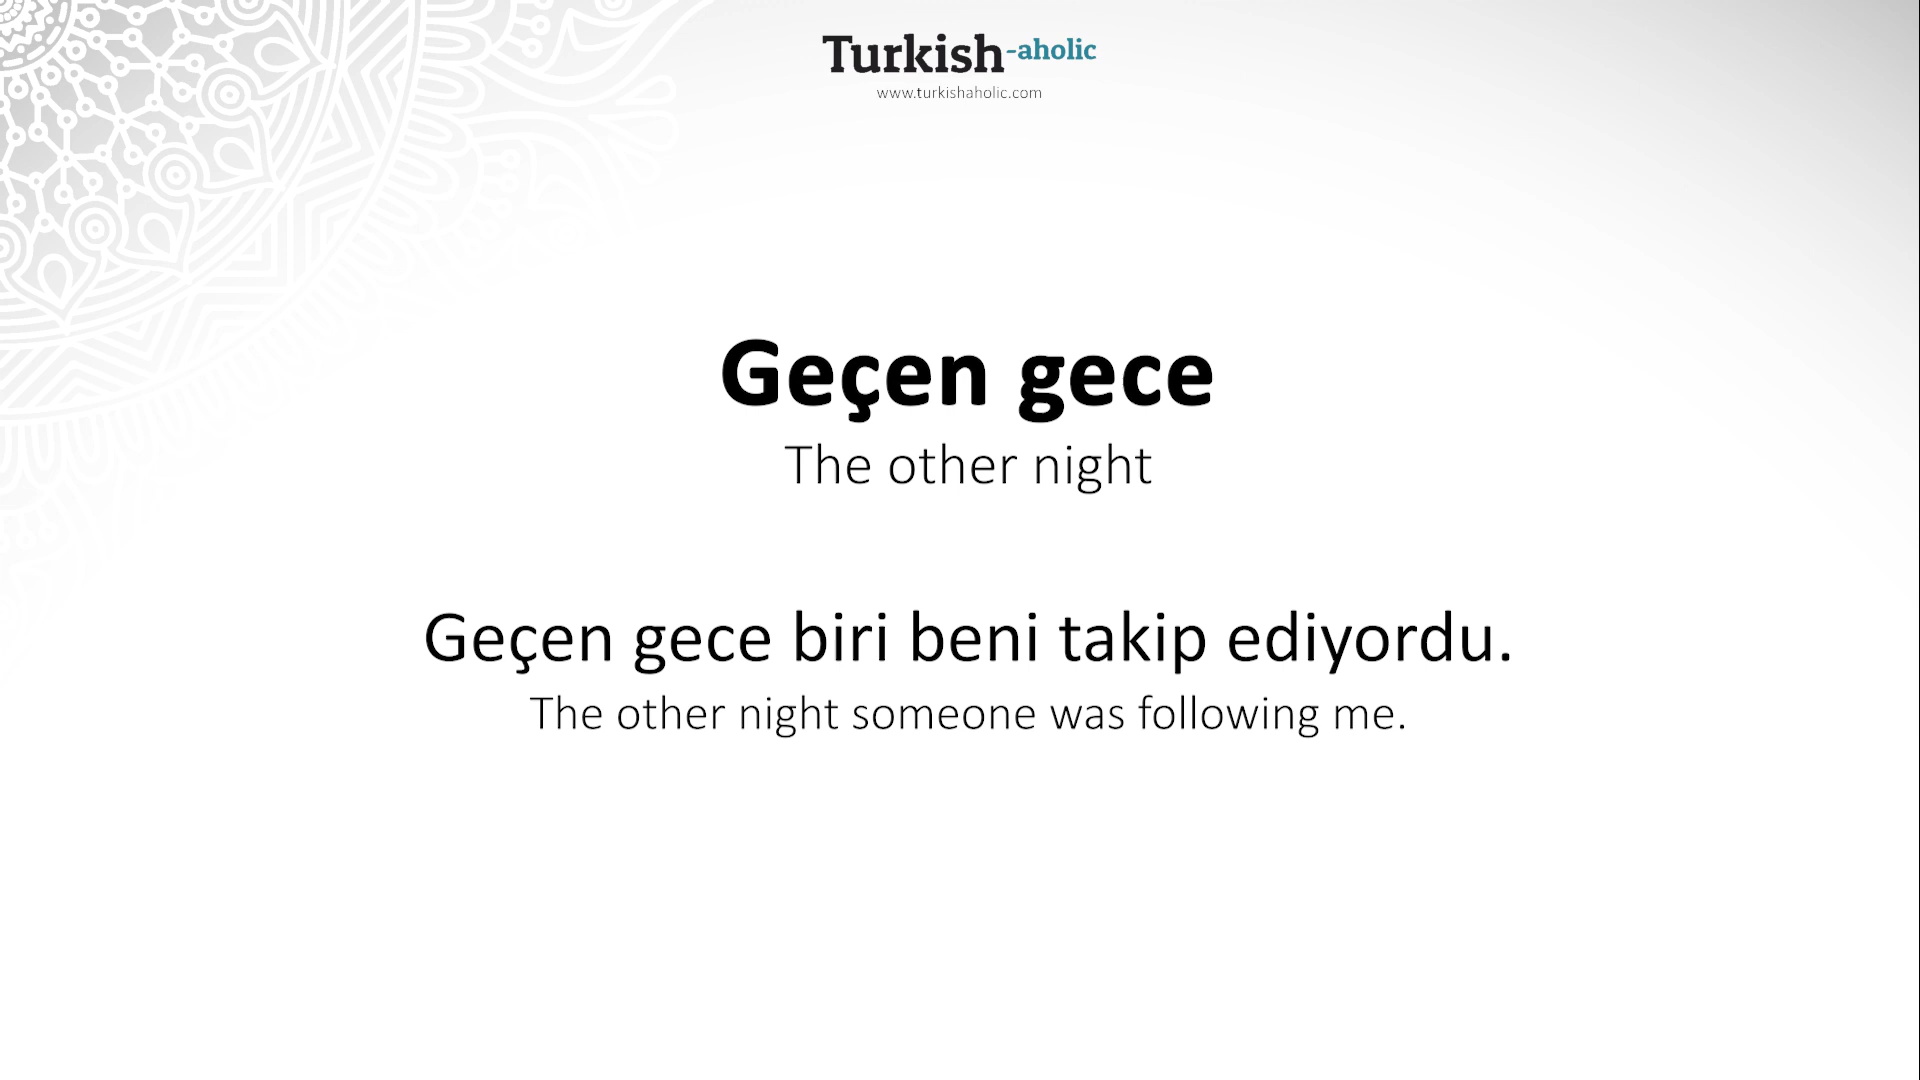 Turkish-aholic
www.turkishaholic.com
Geçen gece
The other night
Geçen gece biri beni takip ediyordu.
The other night someone was following me.